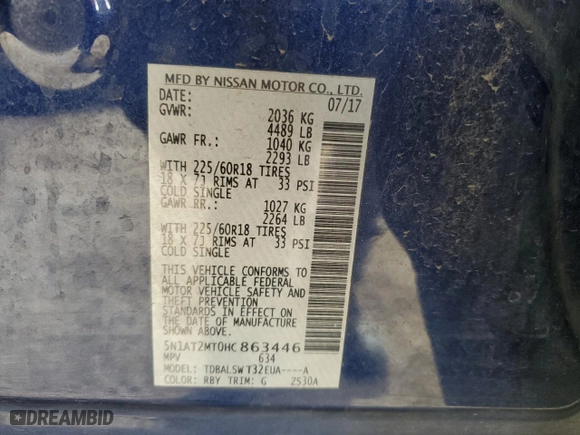 MFD BY NISSAN MOTOR CO., LTD.
DATE: 07/17
GVWR: 2036 KG
4489 LB
GAWR FR.: 1040 KG
2293 LB
WITH 225/60R18 TIRES
18 X 7J RIMS AT 33 PSI
COLD SINGLE
GAWR RR.: 1027 KG
2264 LB
WITH 225/60R18 TIRES
18 X 7J RIMS AT 33 PSI
COLD SINGLE
THIS VEHICLE CONFORMS TO
ALL APPLICABLE FEDERAL
MOTOR VEHICLE SAFETY AND
THEFT PREVENTION
STANDARDS IN EFFECT ON
THE DATE OF MANUFACTURE
SHOWN ABOVE.
5N1AT2MT0HC863446
MPV 634
MODEL: TDBALSW T32EUA----A
COLOR: RBY TRIM: G 2530A
DREAMBID